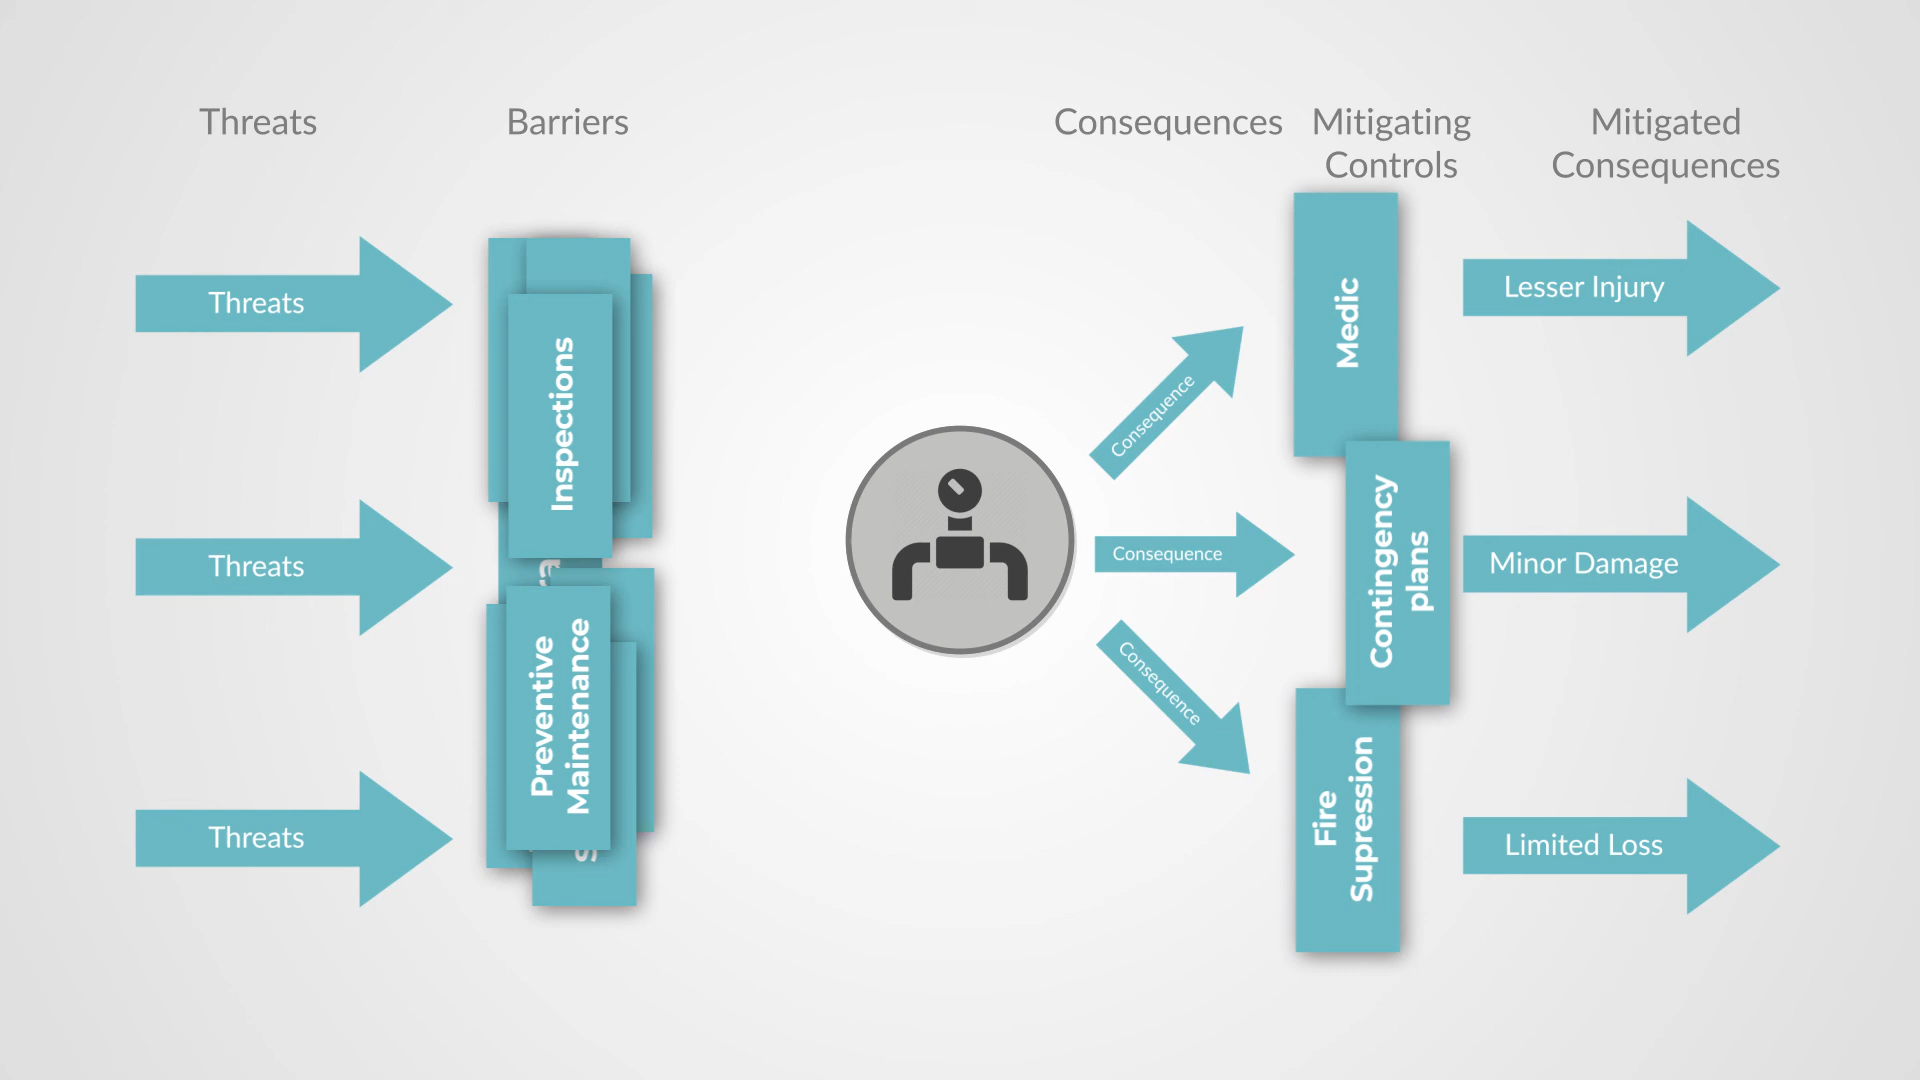 Threats
Barriers
Consequences
Mitigating
Controls
Mitigated
Consequences
Threats
Threats
Threats
Inspections
Preventive
Maintenance
Consequence
Consequence
Consequence
Medic
Contingency
plans
Fire
Supression
Lesser Injury
Minor Damage
Limited Loss